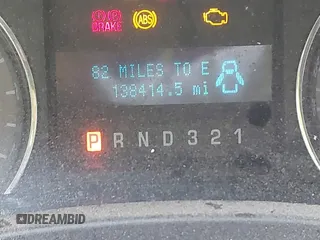 BRAKE ABS
82 MILES TO E
138414.5 mi
P R N D 3 2 1
DREAMBID